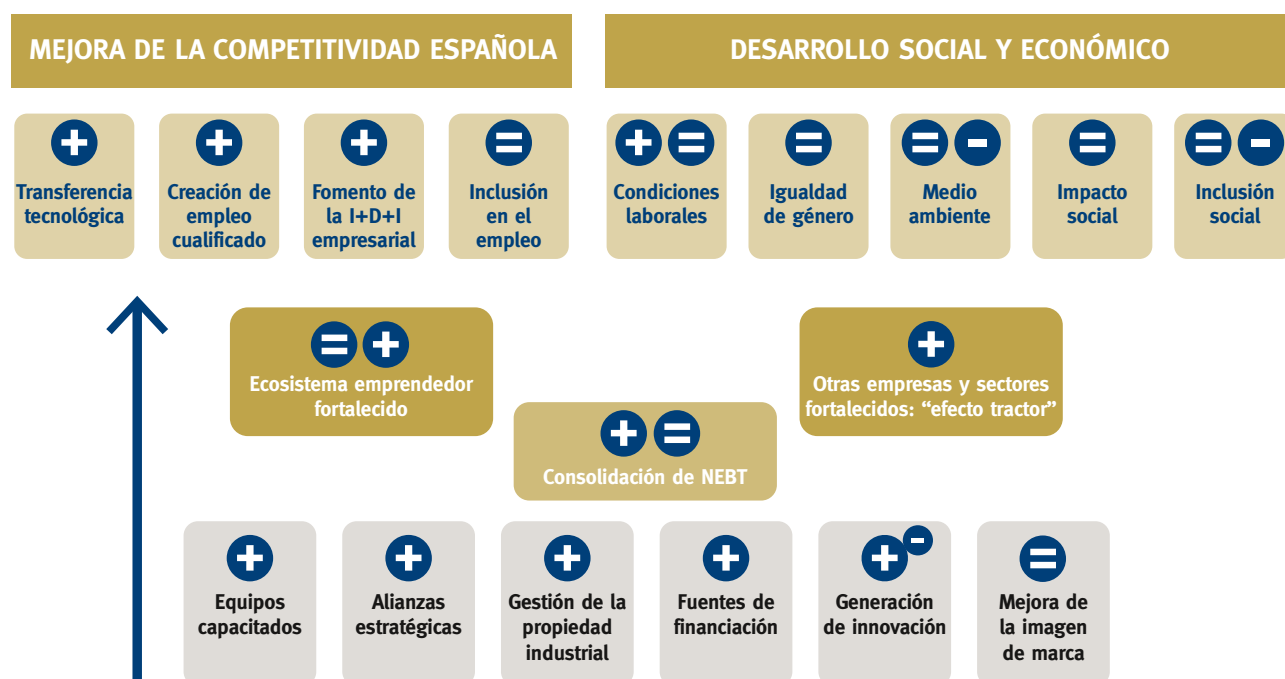 MEJORA DE LA COMPETITIVIDAD ESPAÑOLA
DESARROLLO SOCIAL Y ECONÓMICO
+
Transferencia
tecnológica
+
Creación de
empleo
cualificado
+
Fomento de
la I+D+I
empresarial
=
Inclusión
en el
empleo
+ =
Condiciones
laborales
=
Igualdad
de género
= -
Medio
ambiente
=
Impacto
social
= -
Inclusión
social
= +
Ecosistema emprendedor
fortalecido
+
Otras empresas y sectores
fortalecidos: “efecto tractor”
+ =
Consolidación de NEBT
+
Equipos
capacitados
+
Alianzas
estratégicas
+
Gestión de la
propiedad
industrial
+
Fuentes de
financiación
+ -
Generación
de innovación
=
Mejora de
la imagen
de marca